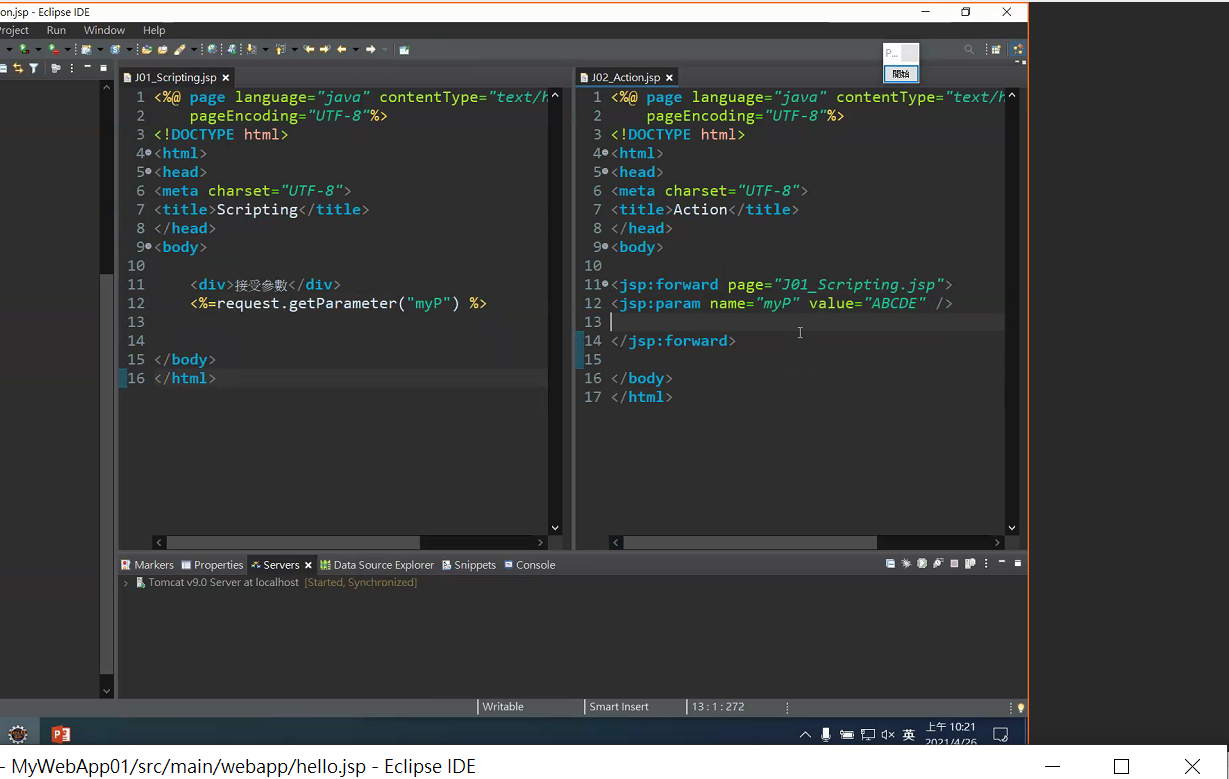 on.jsp - Eclipse IDE
roject Run Window Help
P...
開始
J01_Scripting.jsp
1 <%@ page language="java" contentType="text/h
2 pageEncoding="UTF-8"%>
3 <!DOCTYPE html>
4 <html>
5 <head>
6 <meta charset="UTF-8">
7 <title>Scripting</title>
8 </head>
9 <body>
10
11 <div>接受參數</div>
12 <%=request.getParameter("myP") %>
13
14
15 </body>
16 </html>
J02_Action.jsp
1 <%@ page language="java" contentType="text/h
2 pageEncoding="UTF-8"%>
3 <!DOCTYPE html>
4 <html>
5 <head>
6 <meta charset="UTF-8">
7 <title>Action</title>
8 </head>
9 <body>
10
11 <jsp:forward page="J01_Scripting.jsp">
12 <jsp:param name="myP" value="ABCDE" />
13
14 </jsp:forward>
15
16 </body>
17 </html>
Markers Properties Servers Data Source Explorer Snippets Console
Tomcat v9.0 Server at localhost [Started, Synchronized]
Writable Smart Insert 13 : 1 : 272
英 上午 10:21
2021/4/26
- MyWebApp01/src/main/webapp/hello.jsp - Eclipse IDE